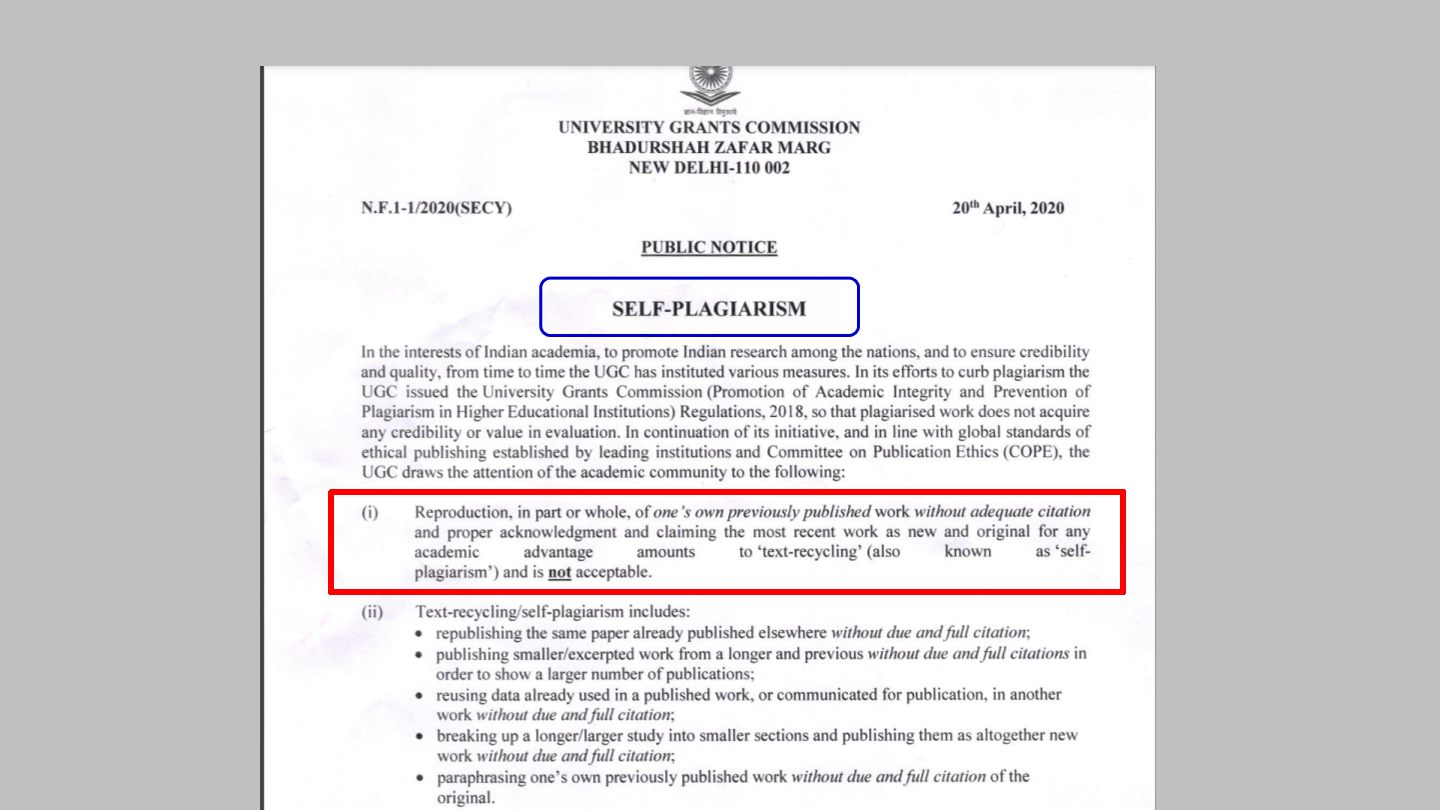 ज्ञान-विज्ञान विमुक्तये
UNIVERSITY GRANTS COMMISSION
BHADURSHAH ZAFAR MARG
NEW DELHI-110 002
N.F.1-1/2020(SECY) 20th April, 2020
PUBLIC NOTICE
SELF-PLAGIARISM
In the interests of Indian academia, to promote Indian research among the nations, and to ensure credibility
and quality, from time to time the UGC has instituted various measures. In its efforts to curb plagiarism the
UGC issued the University Grants Commission (Promotion of Academic Integrity and Prevention of
Plagiarism in Higher Educational Institutions) Regulations, 2018, so that plagiarised work does not acquire
any credibility or value in evaluation. In continuation of its initiative, and in line with global standards of
ethical publishing established by leading institutions and Committee on Publication Ethics (COPE), the
UGC draws the attention of the academic community to the following:
(i) Reproduction, in part or whole, of one's own previously published work without adequate citation
and proper acknowledgment and claiming the most recent work as new and original for any
academic advantage amounts to ‘text-recycling’ (also known as ‘self-
plagiarism’) and is not acceptable.
(ii) Text-recycling/self-plagiarism includes:
• republishing the same paper already published elsewhere without due and full citation;
• publishing smaller/excerpted work from a longer and previous without due and full citations in
order to show a larger number of publications;
• reusing data already used in a published work, or communicated for publication, in another
work without due and full citation;
• breaking up a longer/larger study into smaller sections and publishing them as altogether new
work without due and full citation;
• paraphrasing one's own previously published work without due and full citation of the
original.